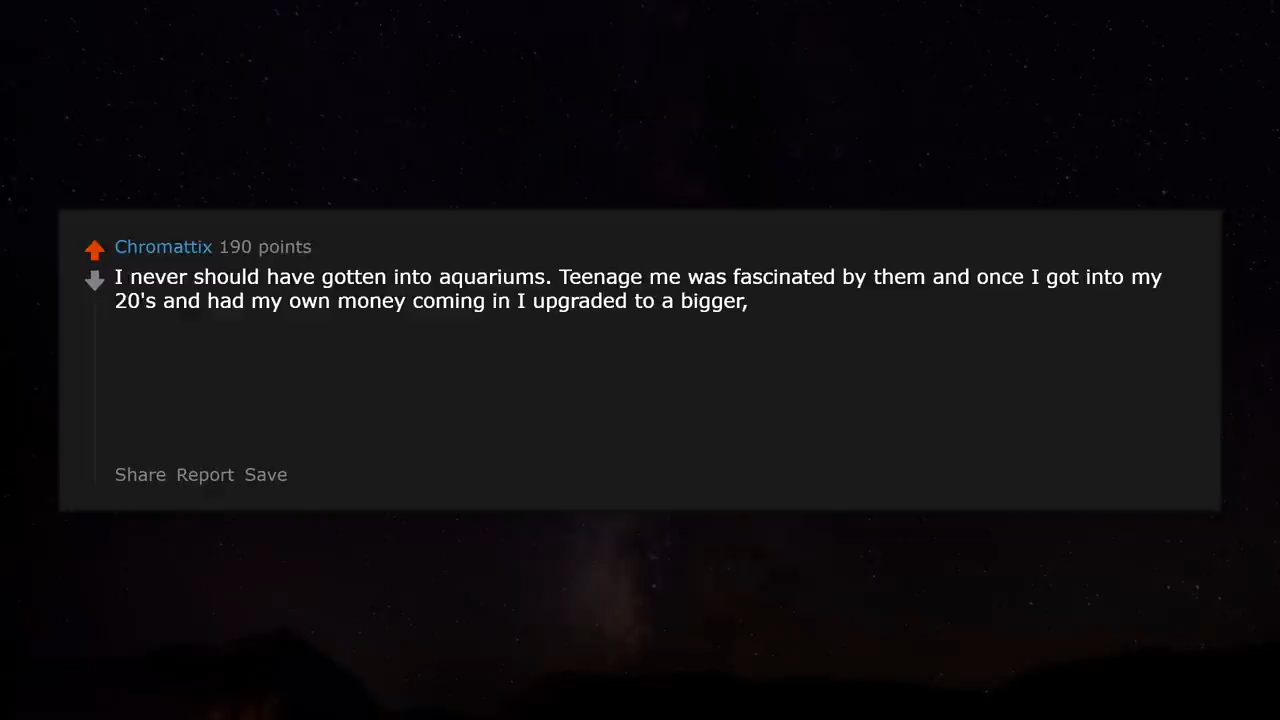 Chromattix 190 points
I never should have gotten into aquariums. Teenage me was fascinated by them and once I got into my
20's and had my own money coming in I upgraded to a bigger,
Share Report Save